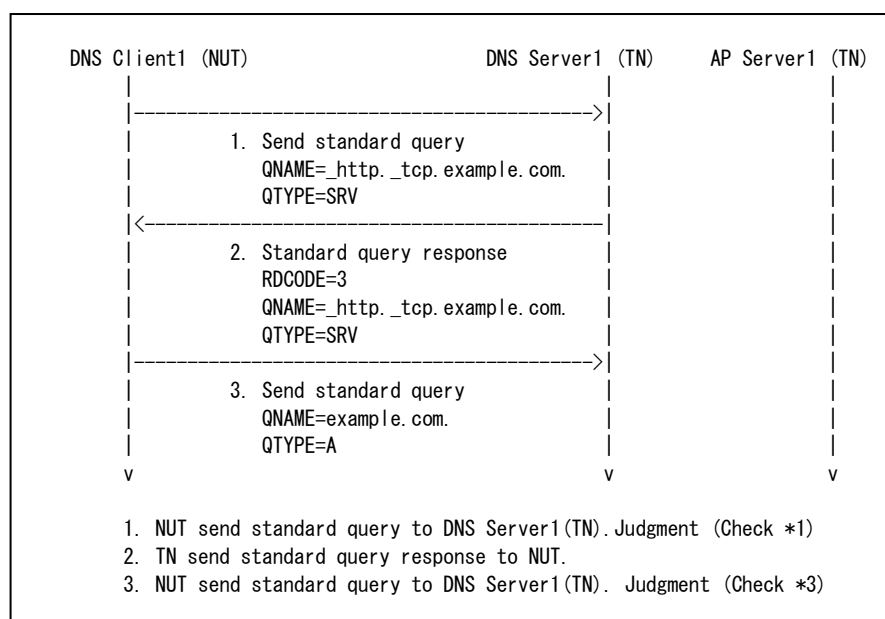 DNS Client1 (NUT) DNS Server1 (TN) AP Server1 (TN)
| | |
|------------------------------------------->| |
| 1. Send standard query | |
| QNAME=_http._tcp.example.com. | |
| QTYPE=SRV | |
|<-------------------------------------------| |
| 2. Standard query response | |
| RDCODE=3 | |
| QNAME=_http._tcp.example.com. | |
| QTYPE=SRV | |
|------------------------------------------->| |
| 3. Send standard query | |
| QNAME=example.com. | |
| QTYPE=A | |
v v v
1. NUT send standard query to DNS Server1(TN).Judgment (Check *1)
2. TN send standard query response to NUT.
3. NUT send standard query to DNS Server1(TN). Judgment (Check *3)